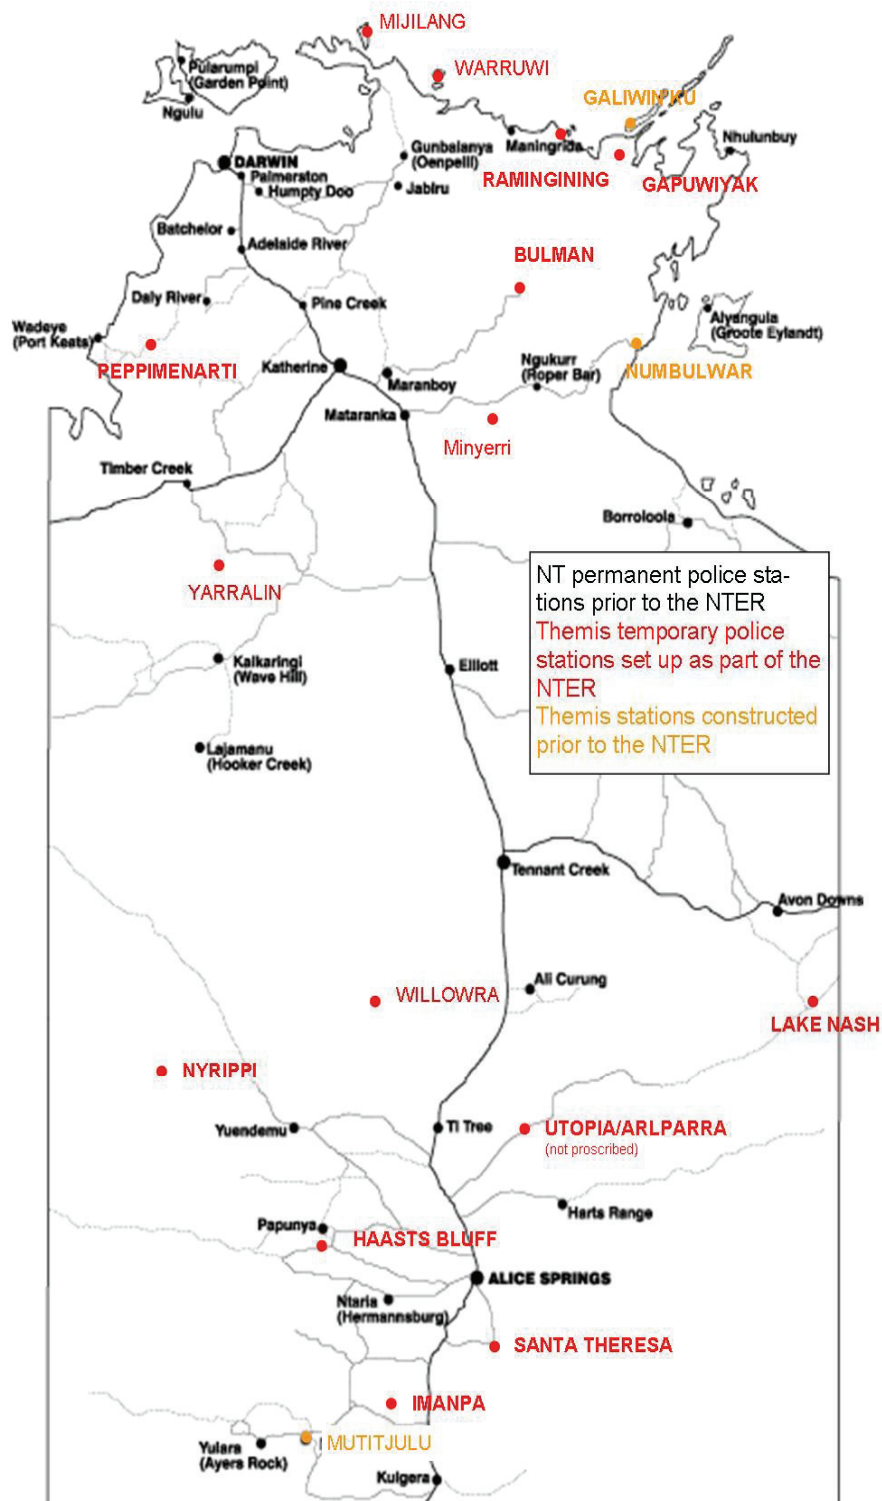 MIJILANG
WARRUWI
Pularumpi
(Garden Point)
Ngulu
GALIWIN'KU
Maningrida
Nhulunbuy
Gunbalanya
(Oenpelli)
DARWIN
Palmerston
Humpty Doo
Jabiru
RAMINGINING
GAPUWIYAK
Batchelor
Adelaide River
BULMAN
Daly River
Pine Creek
Alyangula
(Groote Eylandt)
Wadeye
(Port Keats)
PEPPIMENARTI
Katherine
Maranboy
Ngukurr
(Roper Bar)
NUMBULWAR
Mataranka
Minyerri
Timber Creek
Borroloola
YARRALIN
NT permanent police sta-
tions prior to the NTER
Themis temporary police
stations set up as part of the
NTER
Themis stations constructed
prior to the NTER
Kalkaringi
(Wave Hill)
Elliott
Lajamanu
(Hooker Creek)
Tennant Creek
Avon Downs
Ali Curung
WILLOWRA
LAKE NASH
NYRIPPI
Yuendemu
Ti Tree
UTOPIA/ARLPARRA
(not proscribed)
Harts Range
Papunya
HAASTS BLUFF
ALICE SPRINGS
Ntaria
(Hermannsburg)
SANTA THERESA
IMANPA
MUTITJULU
Yulara
(Ayers Rock)
Kulgera